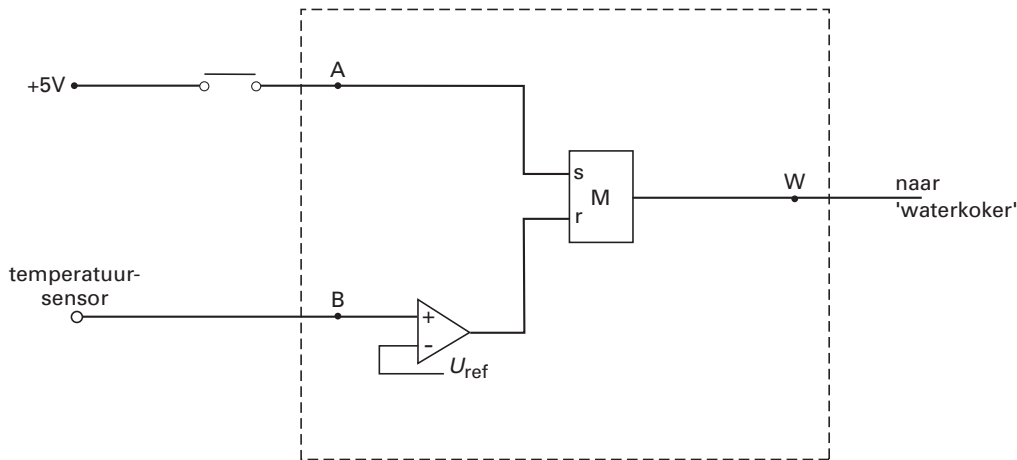 +5V
A
s
M
r
W
naar
'waterkoker'
temperatuur-
sensor
B
+
-
Uref